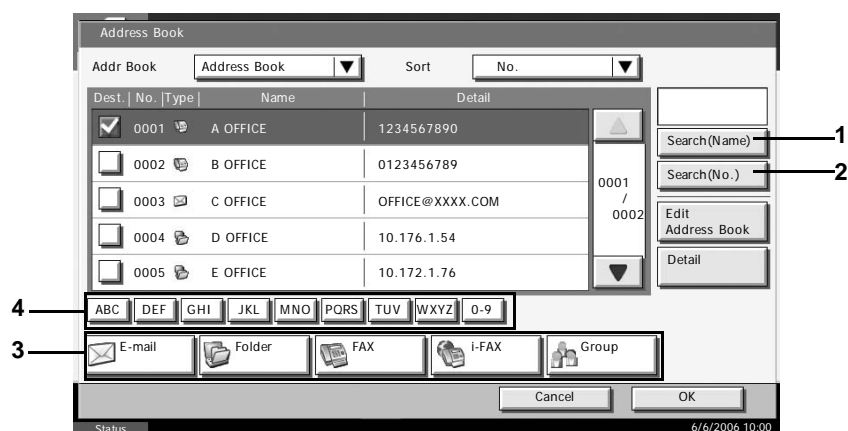 Address Book
Addr Book Address Book Sort No.
Dest. No. Type Name Detail
0001 A OFFICE 1234567890
0002 B OFFICE 0123456789
0003 C OFFICE OFFICE@XXXX.COM
0004 D OFFICE 10.176.1.54
0005 E OFFICE 10.172.1.76
0001
/
0002
Search(Name) 1
Search(No.) 2
Edit
Address Book
Detail
4 ABC DEF GHI JKL MNO PQRS TUV WXYZ 0-9
3 E-mail Folder FAX i-FAX Group
Cancel OK
Status 6/6/2006 10:00